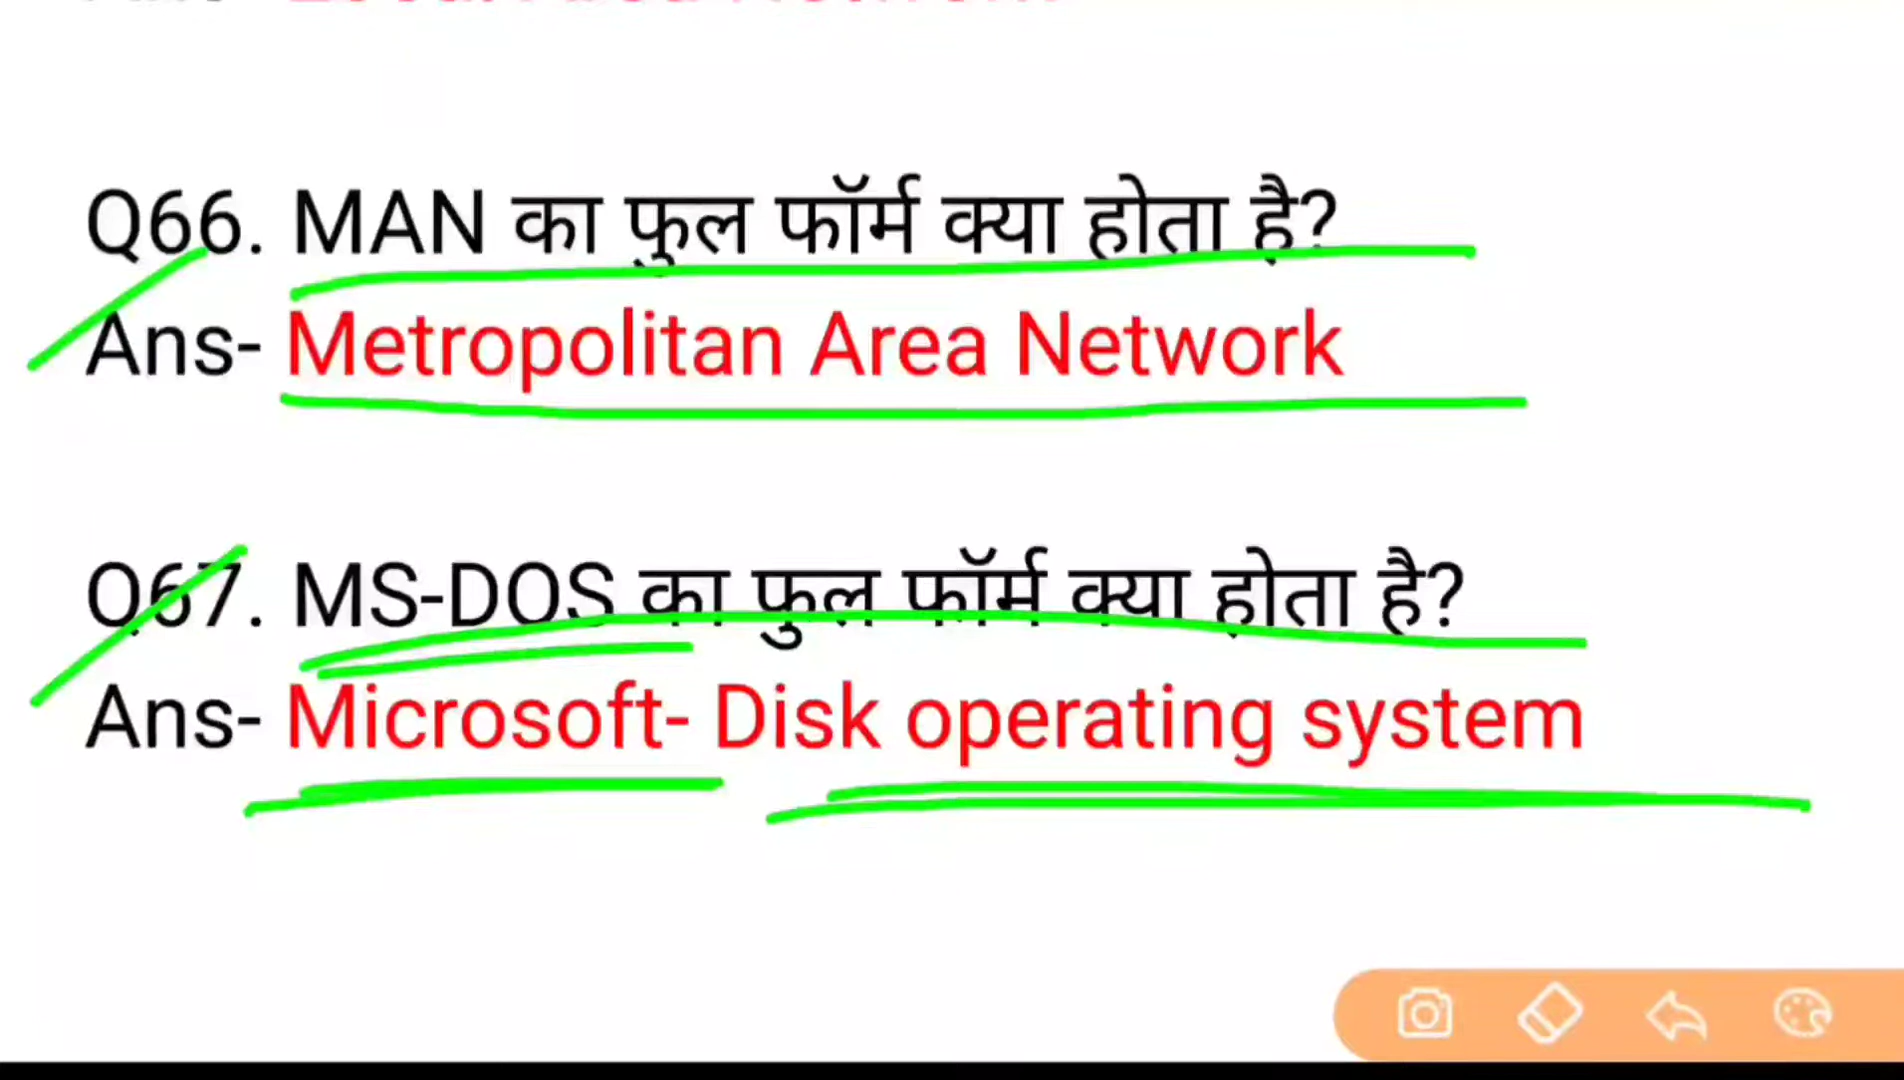 Q66. MAN का फुल फॉर्म क्या होता है?
Ans- Metropolitan Area Network
Q67. MS-DOS का फुल फॉर्म क्या होता है?
Ans- Microsoft- Disk operating system